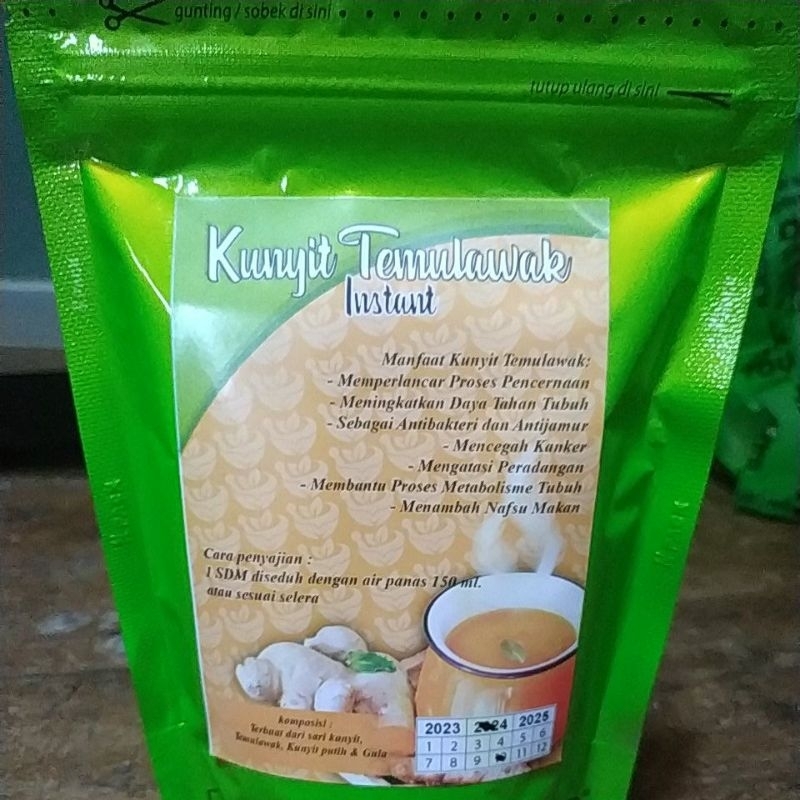 gunting / sobek di sini
tutup ulang di sini
Kunyit Temulawak
Instant
Manfaat Kunyit Temulawak:
- Memperlancar Proses Pencernaan
- Meningkatkan Daya Tahan Tubuh
- Sebagai Antibakteri dan Antijamur
- Mencegah Kanker
- Mengatasi Peradangan
- Membantu Proses Metabolisme Tubuh
- Menambah Nafsu Makan
Cara penyajian :
1 SDM diseduh dengan air panas 150 ml.
atau sesuai selera
komposisi :
Terbuat dari sari kunyit,
Temulawak, Kunyit putih & Gula
2023 2024 2025
1 2 3 4 5 6
7 8 9 11 12